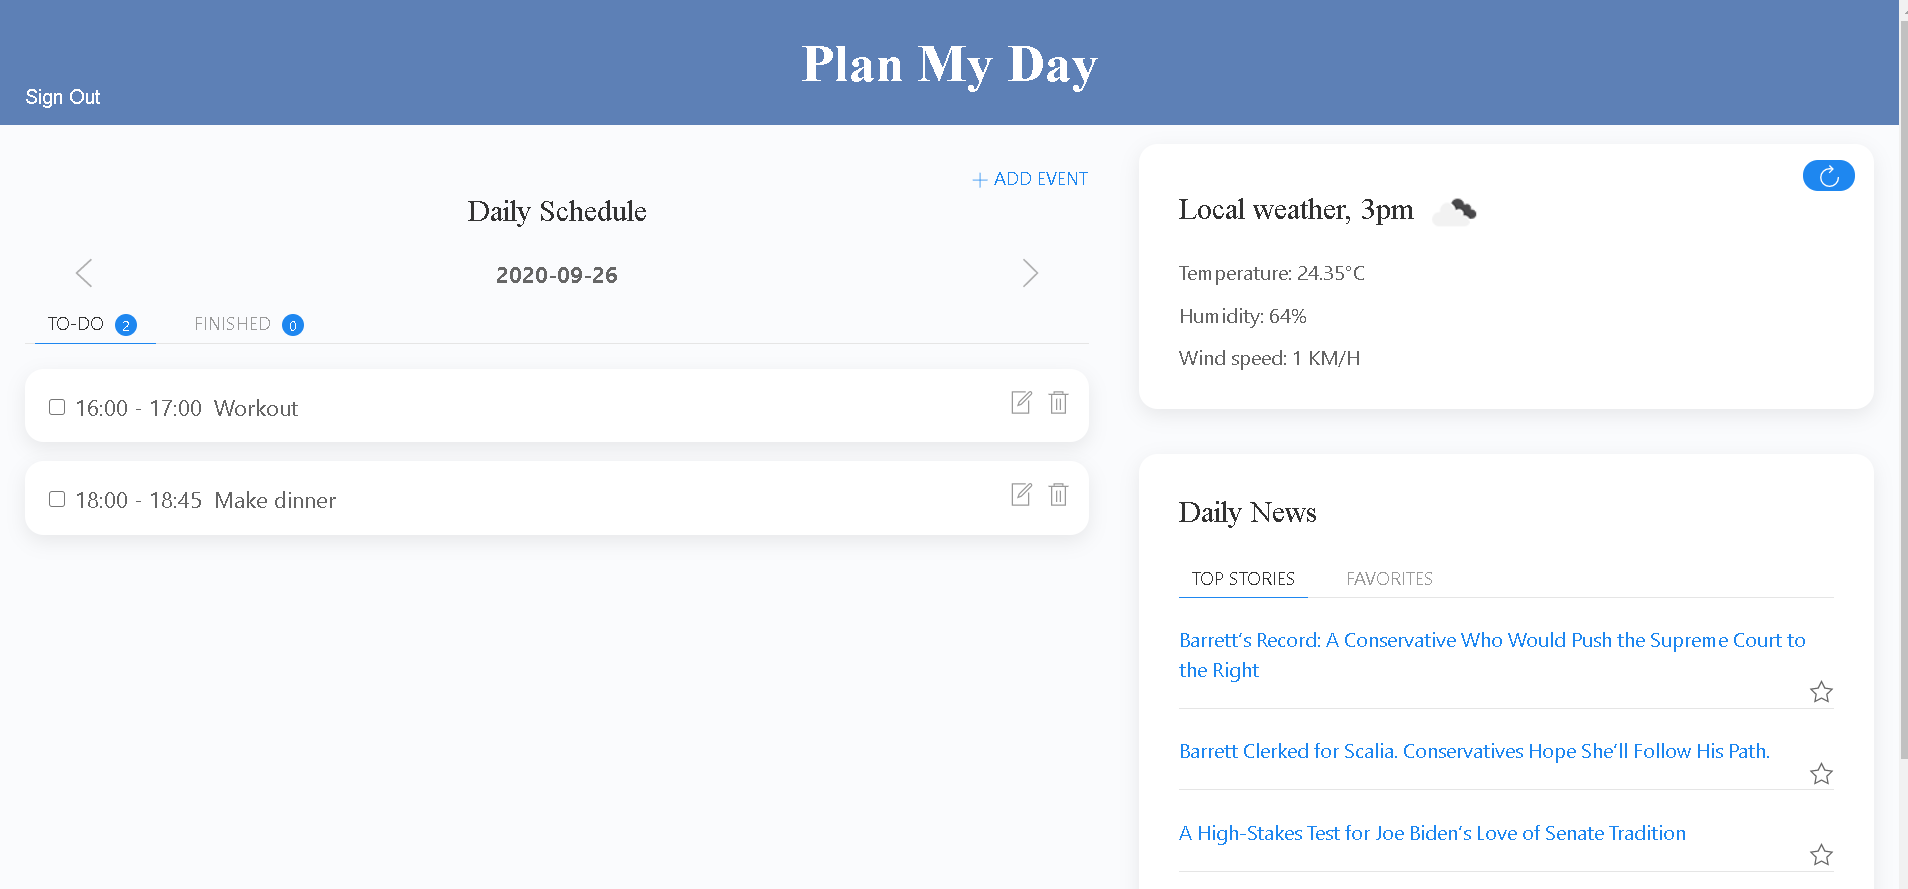 Plan My Day
Sign Out
ADD EVENT
Daily Schedule
2020-09-26
TO-DO 2 FINISHED 0
16:00 - 17:00 Workout
18:00 - 18:45 Make dinner
Local weather, 3pm
Temperature: 24.35°C
Humidity: 64%
Wind speed: 1 KM/H
Daily News
TOP STORIES FAVORITES
Barrett’s Record: A Conservative Who Would Push the Supreme Court to
the Right
Barrett Clerked for Scalia. Conservatives Hope She’ll Follow His Path.
A High-Stakes Test for Joe Biden’s Love of Senate Tradition